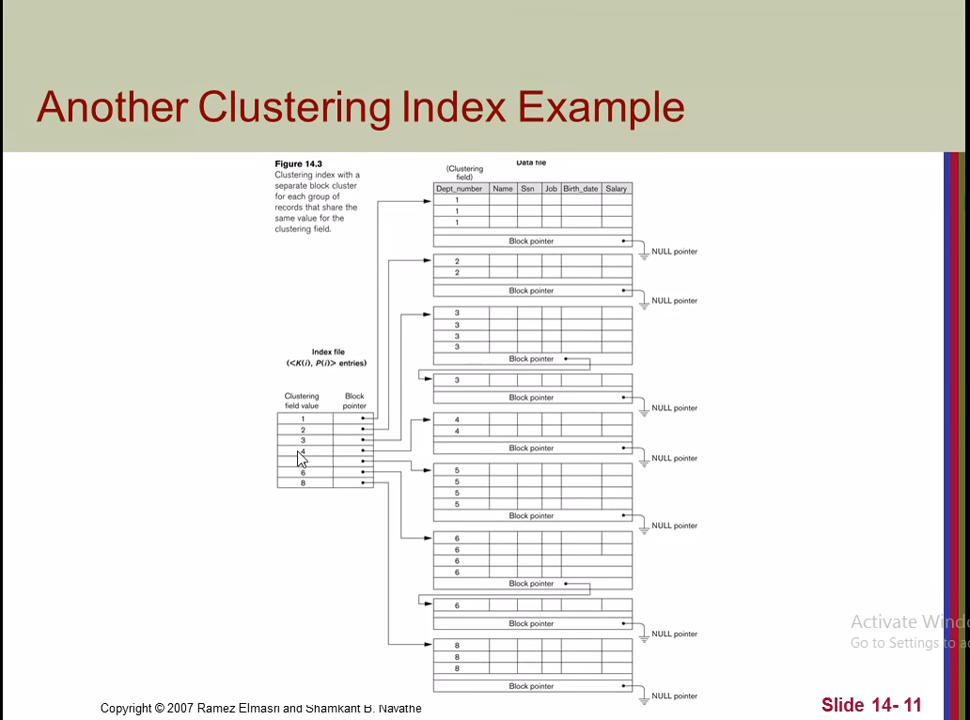 Another Clustering Index Example
Figure 14.3
Clustering index with a
separate block cluster
for each group of
records that share the
same value for the
clustering field.
Data file
(Clustering
field)
Dept_number Name Ssn Job Birth_date Salary
1
1
1
Block pointer
NULL pointer
2
2
Block pointer
NULL pointer
3
3
3
3
Block pointer
3
Block pointer
NULL pointer
4
4
Block pointer
NULL pointer
5
5
5
5
Block pointer
NULL pointer
6
6
6
6
Block pointer
6
Block pointer
NULL pointer
8
8
8
Block pointer
NULL pointer
Index file
(<K(i), P(i)> entries)
Clustering Block
field value pointer
1
2
3
4
6
8
Activate Windo
Go to Settings to ac
Copyright © 2007 Ramez Elmasri and Shamkant B. Navathe
Slide 14- 11